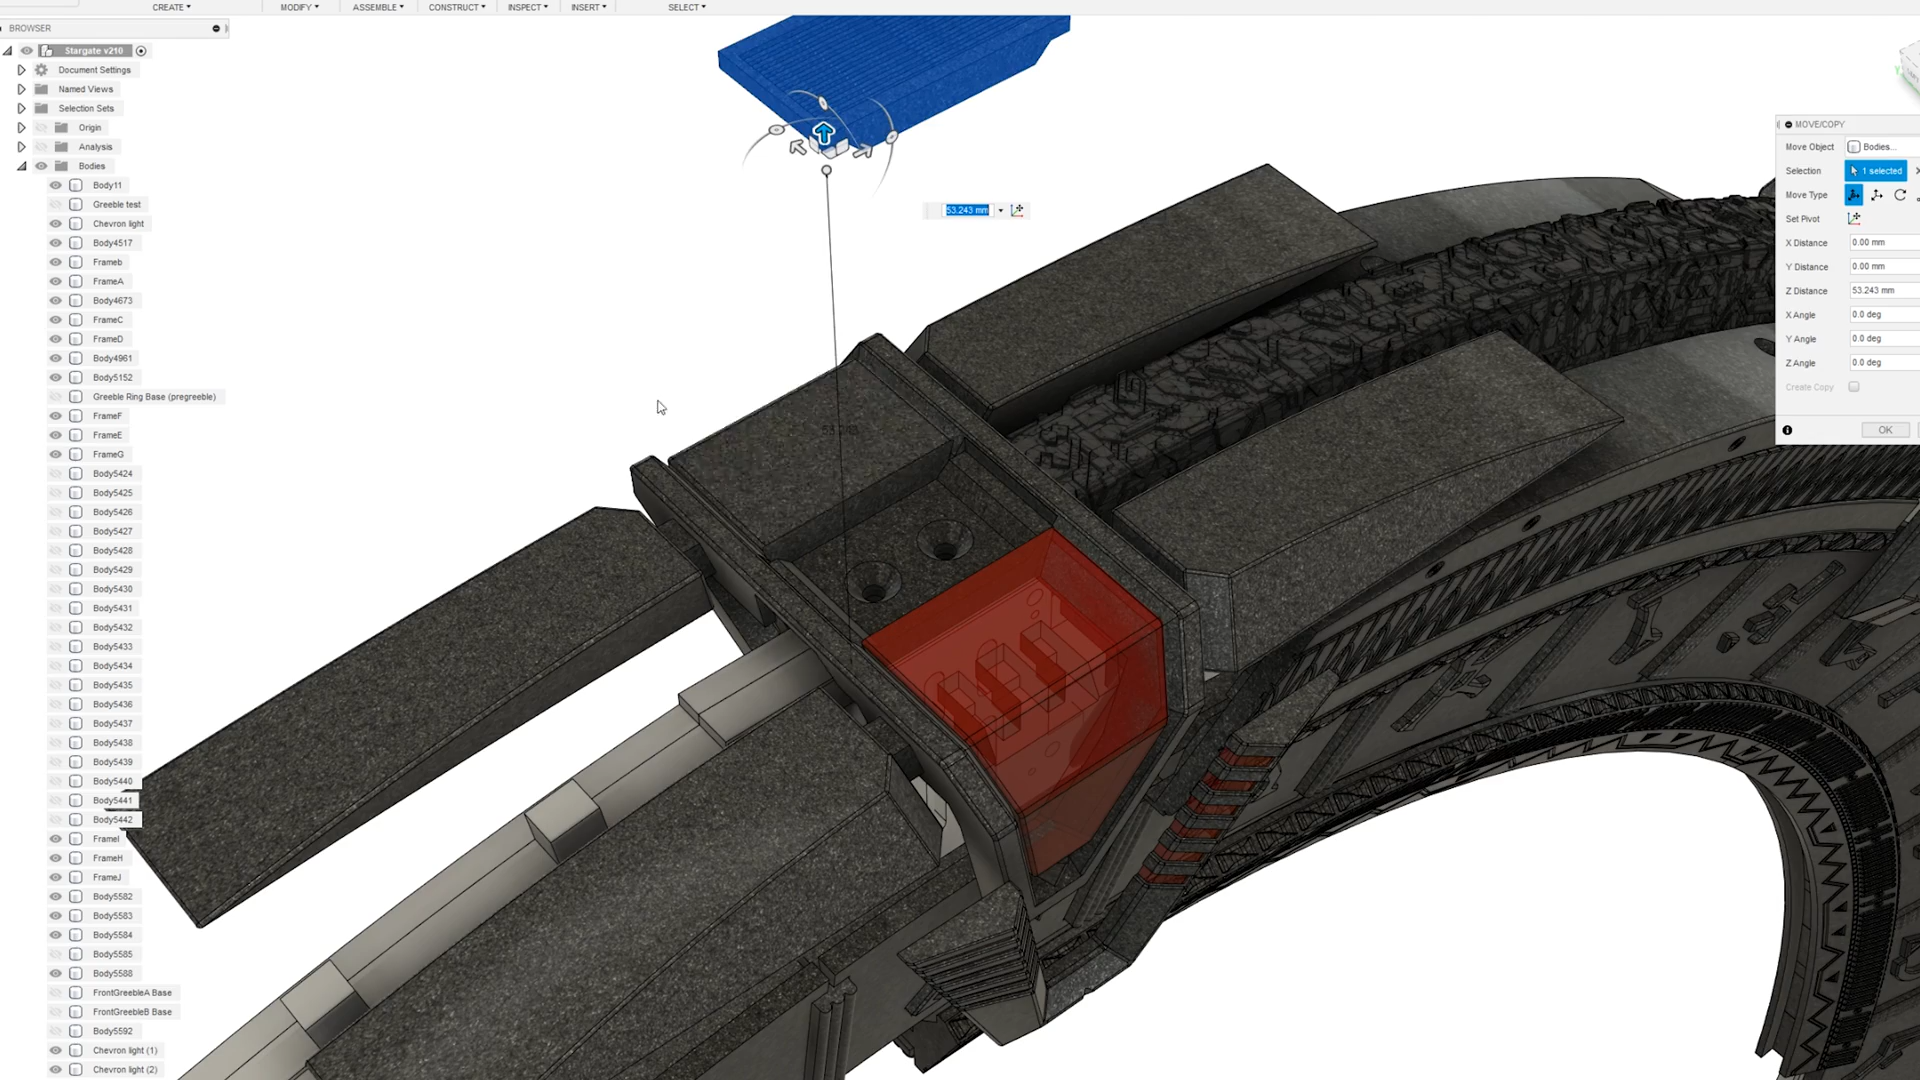 CREATE ▾ MODIFY ▾ ASSEMBLE ▾ CONSTRUCT ▾ INSPECT ▾ INSERT ▾ SELECT ▾
BROWSER
Stargate v210
Document Settings
Named Views
Selection Sets
Origin
Analysis
Bodies
Body11
Greeble test
Chevron light
Body4517
Frameb
FrameA
Body4673
FrameC
FrameD
Body4961
Body5152
Greeble Ring Base (pregreeble)
FrameF
FrameE
FrameG
Body5424
Body5425
Body5426
Body5427
Body5428
Body5429
Body5430
Body5431
Body5432
Body5433
Body5434
Body5435
Body5436
Body5437
Body5438
Body5439
Body5440
Body5441
Body5442
FrameI
FrameH
FrameJ
Body5582
Body5583
Body5584
Body5585
Body5588
FrontGreebleA Base
FrontGreebleB Base
Body5592
Chevron light (1)
Chevron light (2)
53.243 mm
53.243
MOVE/COPY
Move Object Bodies...
Selection 1 selected
Move Type
Set Pivot
X Distance 0.00 mm
Y Distance 0.00 mm
Z Distance 53.243 mm
X Angle 0.0 deg
Y Angle 0.0 deg
Z Angle 0.0 deg
Create Copy
OK